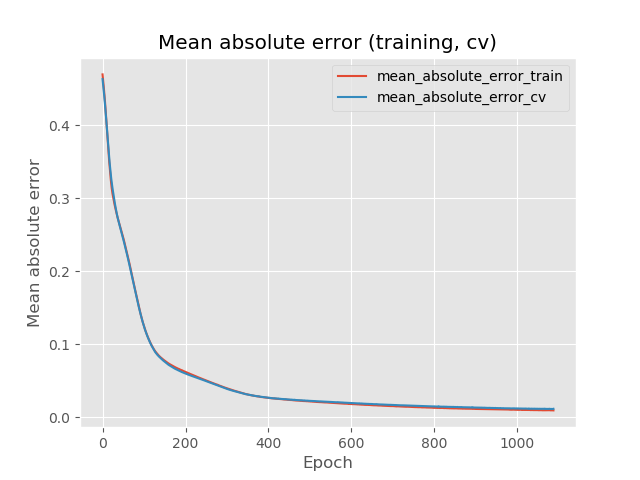 Mean absolute error (training, cv)
mean_absolute_error_train
mean_absolute_error_cv
Mean absolute error
0.4
0.3
0.2
0.1
0.0
0 200 400 600 800 1000
Epoch